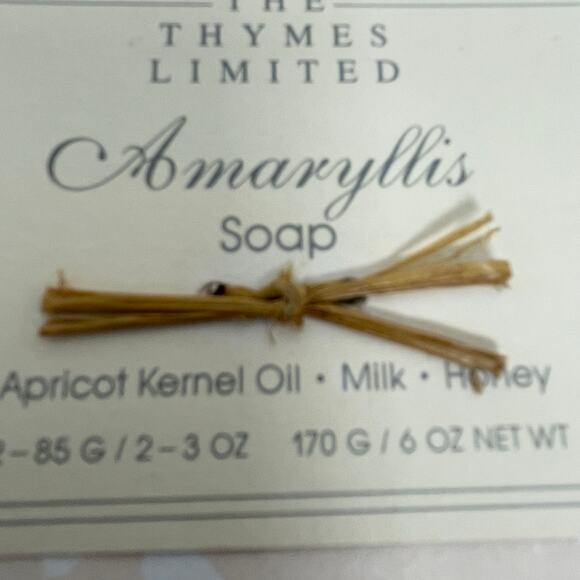 THE
THYMES
LIMITED
Amaryllis
Soap
Apricot Kernel Oil • Milk • Honey
2–85 G / 2–3 OZ 170 G / 6 OZ NET WT